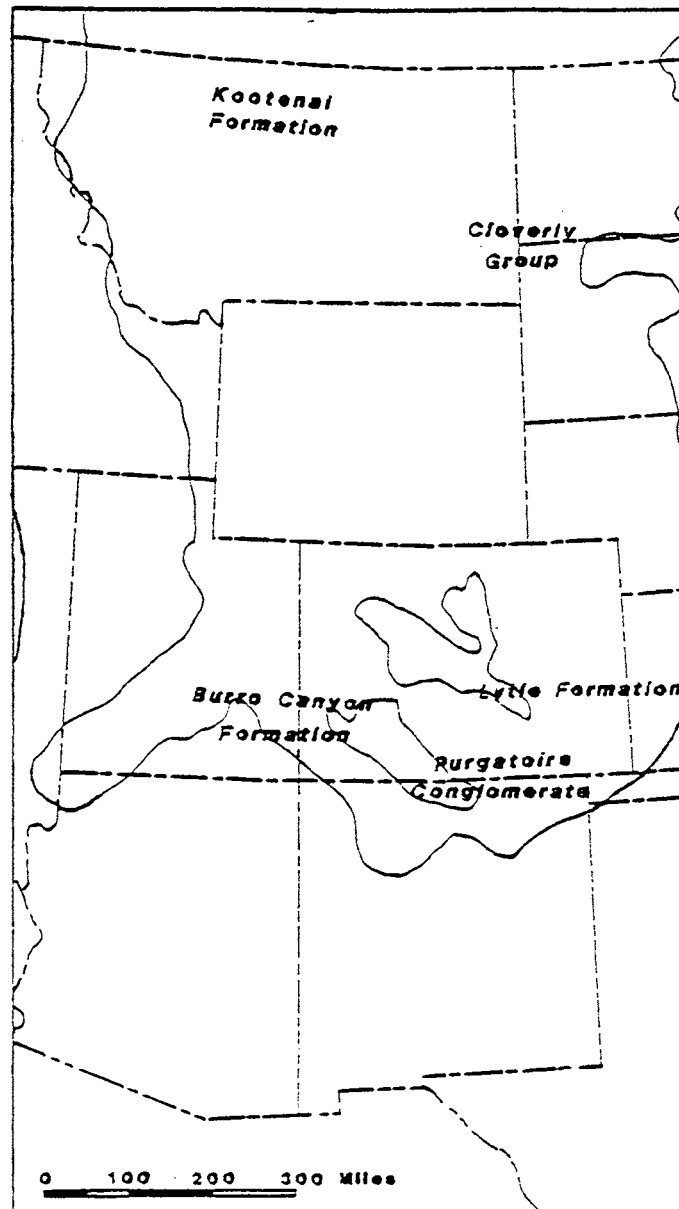 Kootenai
Formation
Cloverly
Group
Burro Canyon
Formation
Lytle Formation
Purgatoire
Conglomerate
0 100 200 300 Miles